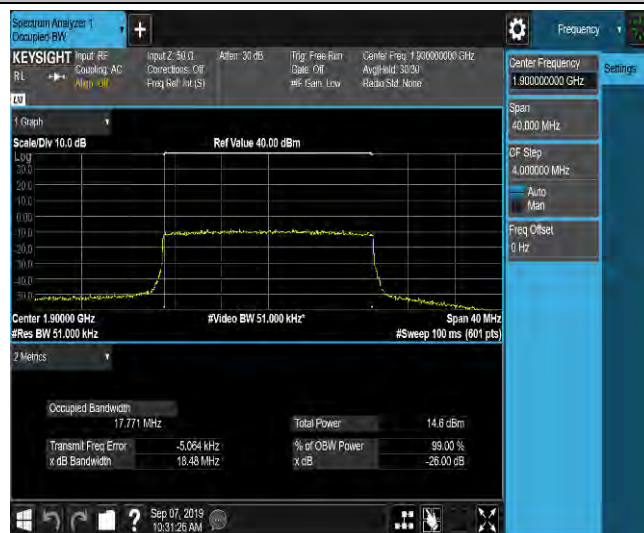 Spectrum Analyzer 1
Occupied BW
Frequency
KEYSIGHT Input: RF
Coupling: AC
Align: Off
RL
Input Z: 50 Ω
Corrections: Off
Freq Ref: Int (S)
Atten: 30 dB
Trig: Free Run
Gate: Off
#IF Gain: Low
Center Freq: 1.900000000 GHz
Avg|Hold: 30/30
Radio Std: None
LXI
Center Frequency
1.900000000 GHz
Settings
Span
40.000 MHz
CF Step
4.000000 MHz
Auto
Man
Freq Offset
0 Hz
1 Graph
Scale/Div 10.0 dB
Ref Value 40.00 dBm
Log
30.0
20.0
10.0
0.00
-10.0
-20.0
-30.0
-40.0
-50.0
Center 1.90000 GHz
#Video BW 51.000 kHz*
Span 40 MHz
#Res BW 51.000 kHz
#Sweep 100 ms (601 pts)
2 Metrics
Occupied Bandwidth
17.771 MHz
Total Power 14.6 dBm
Transmit Freq Error -5.064 kHz
% of OBW Power 99.00 %
x dB Bandwidth 18.48 MHz
x dB -26.00 dB
?
Sep 07, 2019
10:31:26 AM